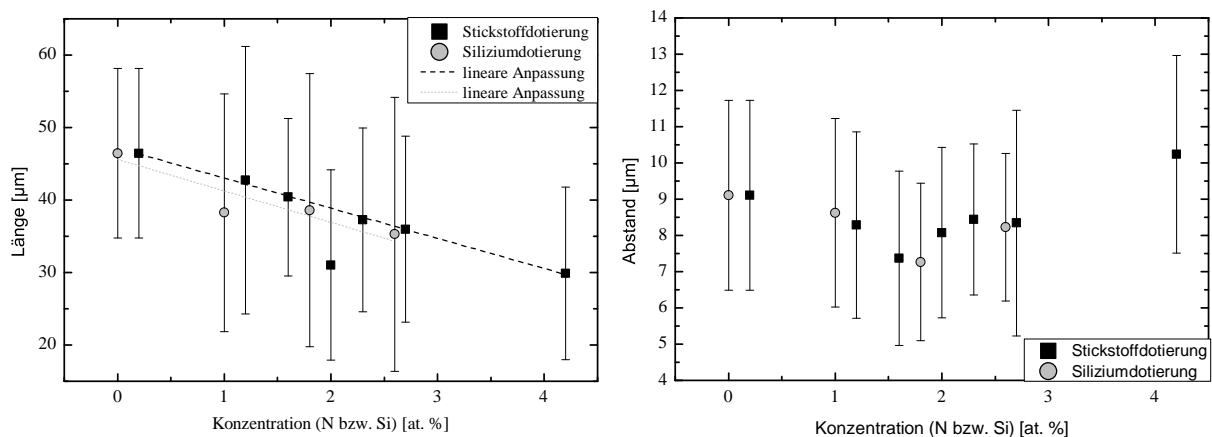 Stickstoffdotierung
Siliziumdotierung
lineare Anpassung
lineare Anpassung
60
50
40
30
20
Länge [µm]
0 1 2 3 4
Konzentration (N bzw. Si) [at. %]
14
13
12
11
10
9
8
7
6
5
4
Abstand [µm]
Stickstoffdotierung
Siliziumdotierung
0 1 2 3 4
Konzentration (N bzw. Si) [at. %]